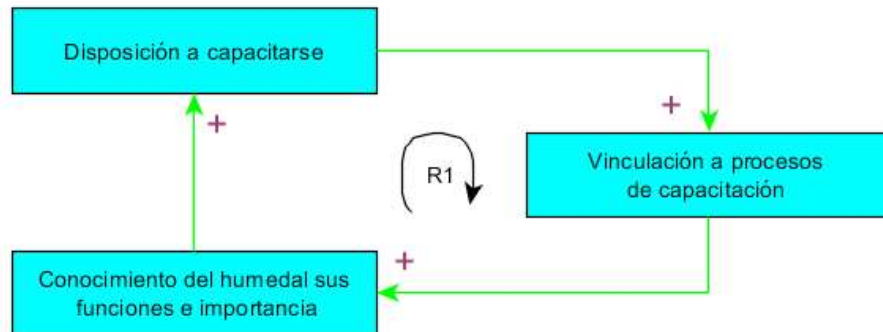 Disposición a capacitarse
+
+
Vinculación a procesos
de capacitación
R1
+
Conocimiento del humedal sus
funciones e importancia